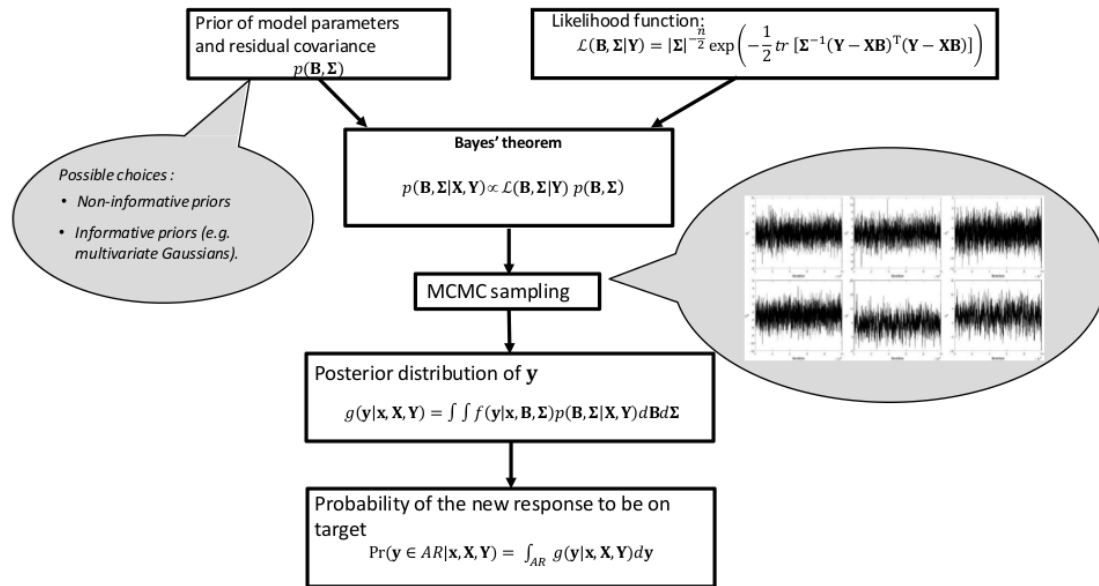 Prior of model parameters
and residual covariance
p(𝐁, 𝚺)
Likelihood function:
ℒ(𝐁, 𝚺|𝐘) = |𝚺|^{-n/2} exp(−1/2 tr [𝚺^{−1}(𝐘 − 𝐗𝐁)^T(𝐘 − 𝐗𝐁)])
Possible choices :
• Non-informative priors
• Informative priors (e.g.
multivariate Gaussians).
Bayes’ theorem
p(𝐁, 𝚺|𝐗, 𝐘) ∝ ℒ(𝐁, 𝚺|𝐘) p(𝐁, 𝚺)
MCMC sampling
Posterior distribution of 𝐲
g(𝐲|𝐱, 𝐗, 𝐘) = ∫ ∫ f(𝐲|𝐱, 𝐁, 𝚺)p(𝐁, 𝚺|𝐗, 𝐘)d𝐁d𝚺
Probability of the new response to be on
target
Pr(𝐲 ∈ AR|𝐱, 𝐗, 𝐘) = ∫_{AR} g(𝐲|𝐱, 𝐗, 𝐘)d𝐲